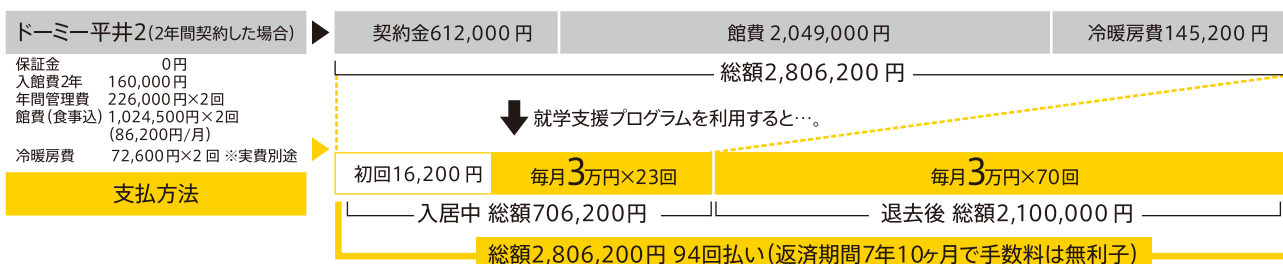 ドーミー平井2(2年間契約した場合)
契約金612,000円
館費 2,049,000円
冷暖房費145,200円
保証金 0円
入館費2年 160,000円
年間管理費 226,000円×2回
館費(食事込) 1,024,500円×2回
(86,200円/月)
冷暖房費 72,600円×2回 ※実費別途
総額2,806,200円
就学支援プログラムを利用すると…。
支払方法
初回16,200円
毎月3万円×23回
毎月3万円×70回
入居中 総額706,200円
退去後 総額2,100,000円
総額2,806,200円 94回払い(返済期間7年10ヶ月で手数料は無利子)